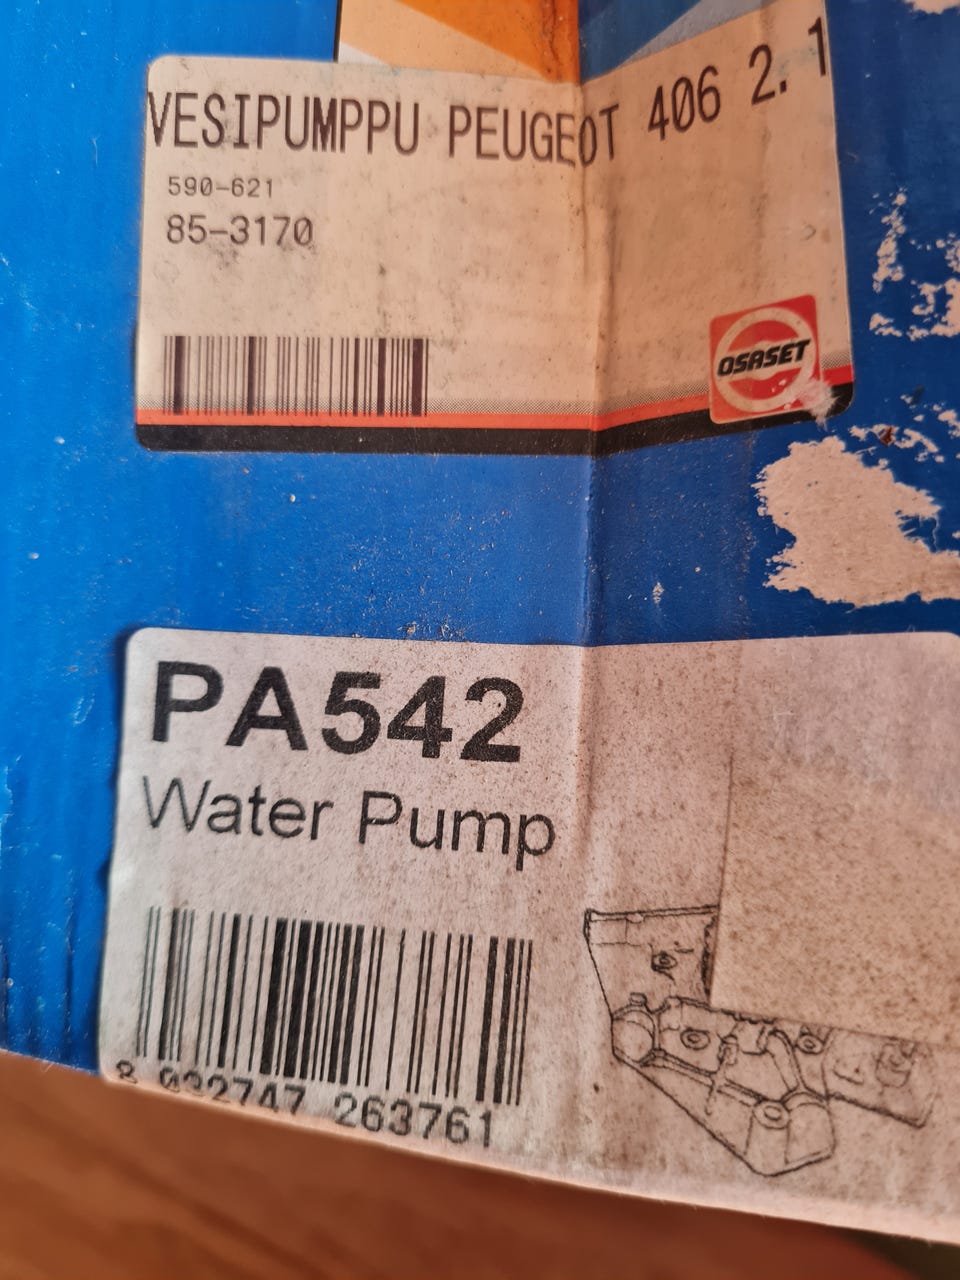 VESIPUMPPU PEUGEOT 406 2.1
590-621
85-3170
OSASET
PA542
Water Pump
8 032747 263761